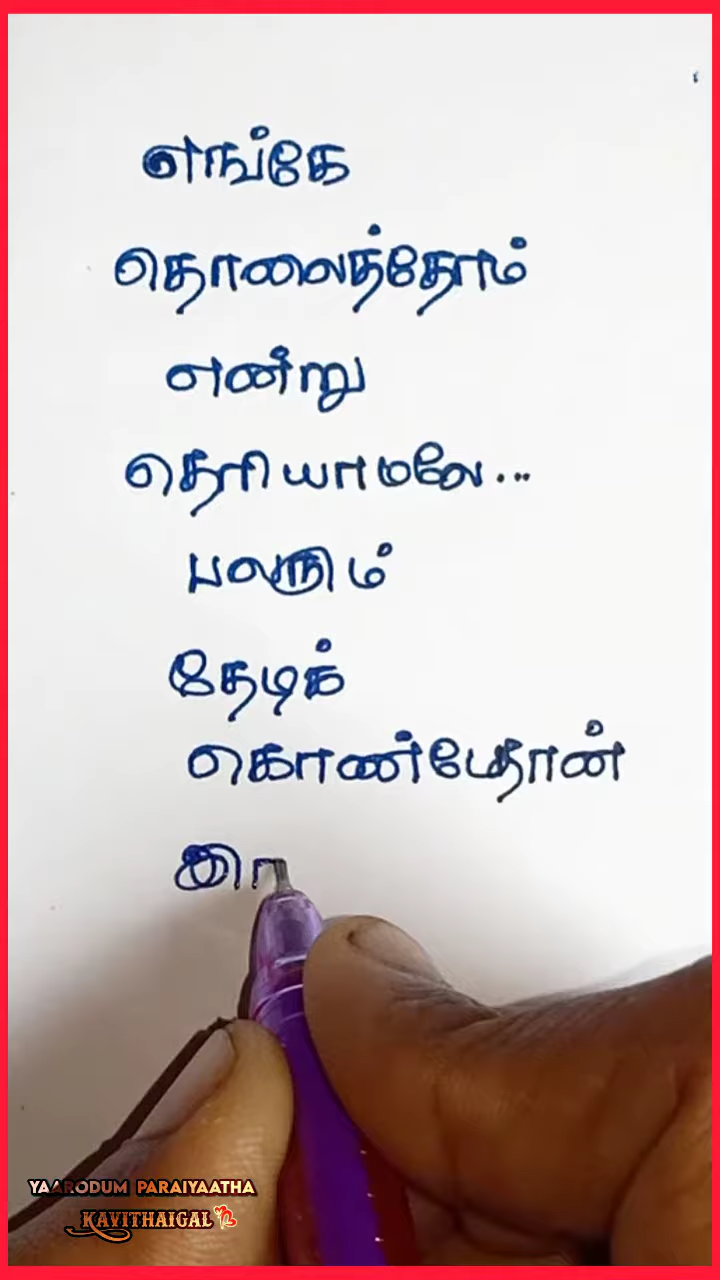 எங்கே
தொலைத்தோம்
என்று
தெரியாமலே...
பலரும்
தேடிக்
கொண்டேதான்
YAARODUM PARAIYAATHA
KAVITHAIGAL